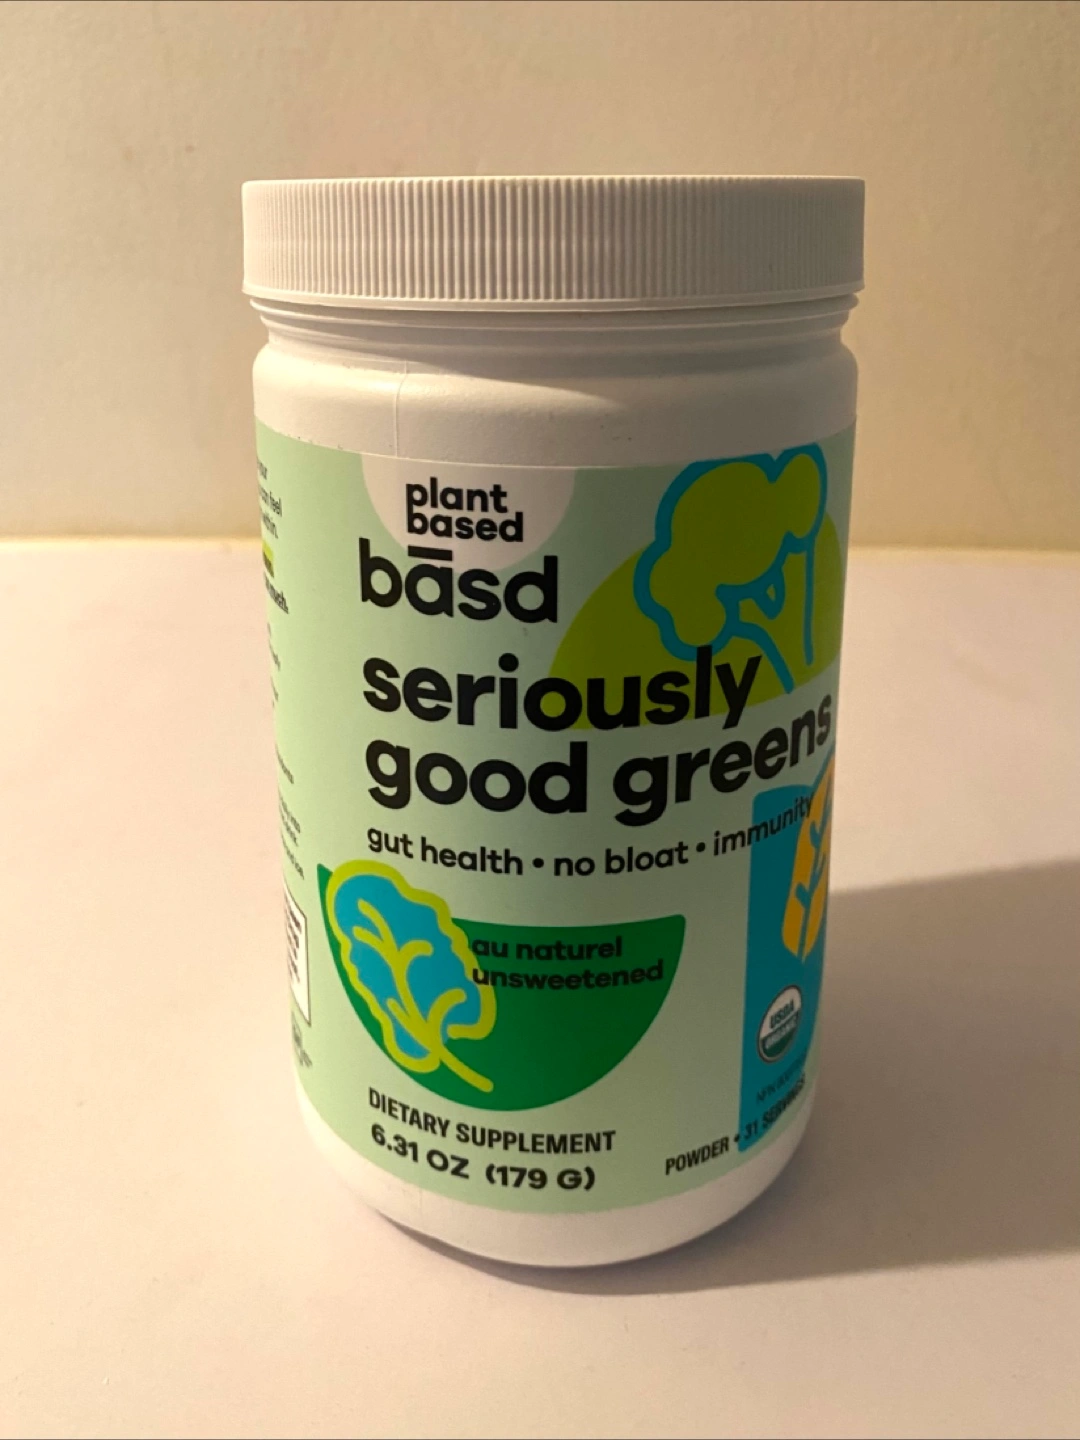 plant
based
bāsd
seriously
good greens
gut health • no bloat • immunity
au naturel
unsweetened
USDA
ORGANIC
DIETARY SUPPLEMENT
6.31 OZ (179 G)
POWDER • 31 SERVINGS